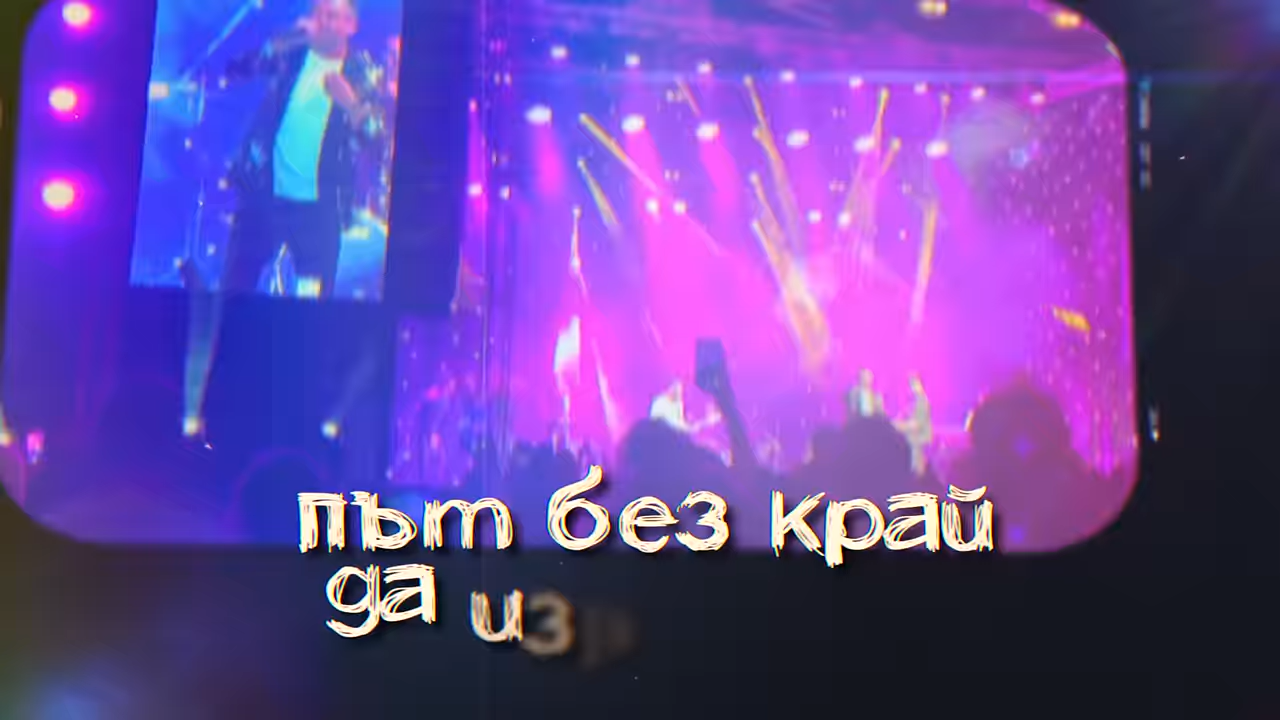 път без край
да из